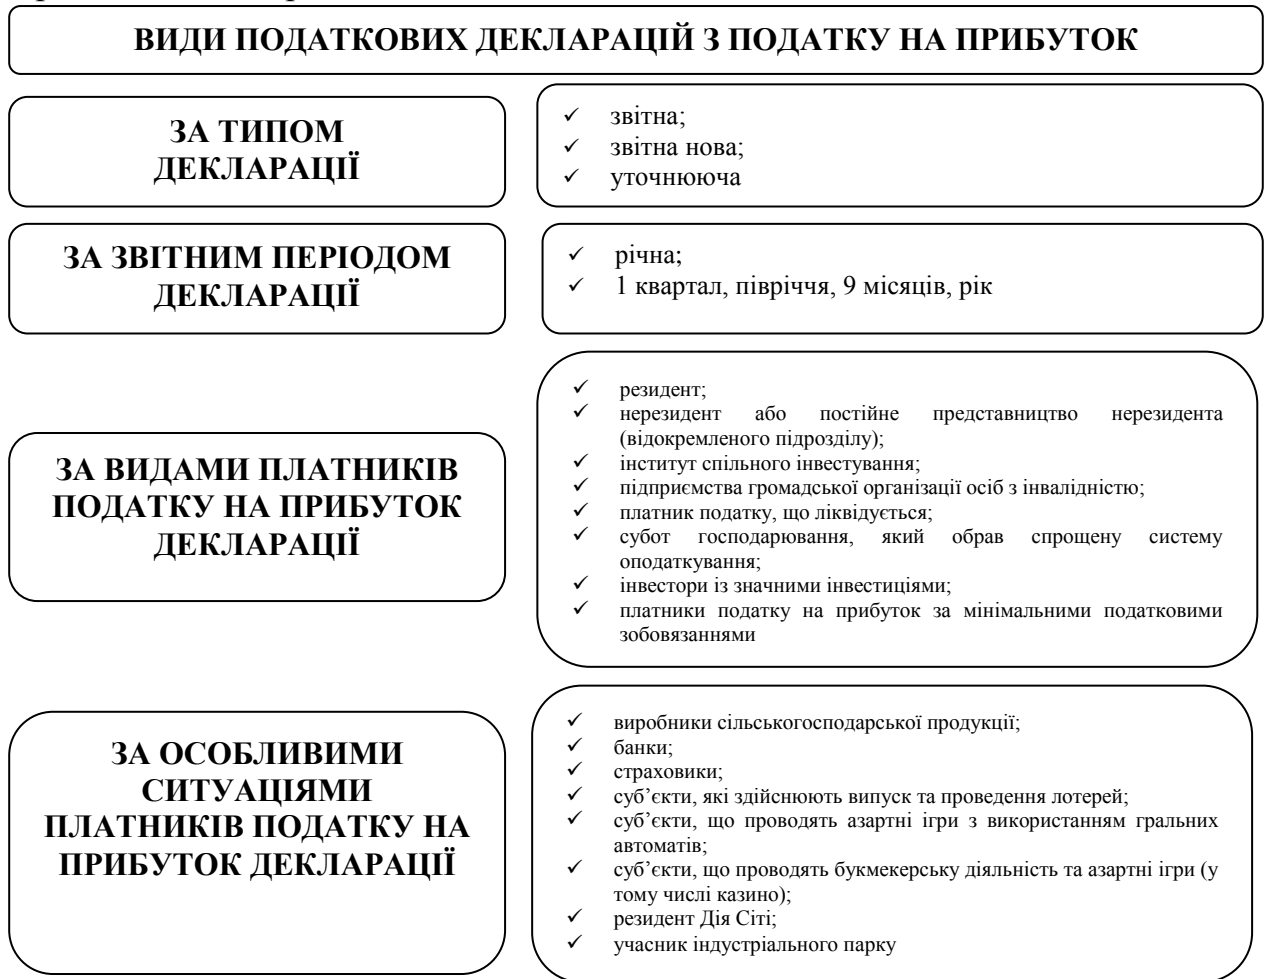 ВИДИ ПОДАТКОВИХ ДЕКЛАРАЦІЙ З ПОДАТКУ НА ПРИБУТОК
ЗА ТИПОМ
ДЕКЛАРАЦІЇ
✓ звітна;
✓ звітна нова;
✓ уточнююча
ЗА ЗВІТНИМ ПЕРІОДОМ
ДЕКЛАРАЦІЇ
✓ річна;
✓ 1 квартал, півріччя, 9 місяців, рік
ЗА ВИДАМИ ПЛАТНИКІВ
ПОДАТКУ НА ПРИБУТОК
ДЕКЛАРАЦІЇ
✓ резидент;
✓ нерезидент або постійне представництво нерезидента
(відокремленого підрозділу);
✓ інститут спільного інвестування;
✓ підприємства громадської організації осіб з інвалідністю;
✓ платник податку, що ліквідується;
✓ субот господарювання, який обрав спрощену систему
оподаткування;
✓ інвестори із значними інвестиціями;
✓ платники податку на прибуток за мінімальними податковими
зобовязаннями
ЗА ОСОБЛИВИМИ
СИТУАЦІЯМИ
ПЛАТНИКІВ ПОДАТКУ НА
ПРИБУТОК ДЕКЛАРАЦІЇ
✓ виробники сільськогосподарської продукції;
✓ банки;
✓ страховики;
✓ суб’єкти, які здійснюють випуск та проведення лотерей;
✓ суб’єкти, що проводять азартні ігри з використанням гральних
автоматів;
✓ суб’єкти, що проводять букмекерську діяльність та азартні ігри (у
тому числі казино);
✓ резидент Дія Сіті;
✓ учасник індустріального парку